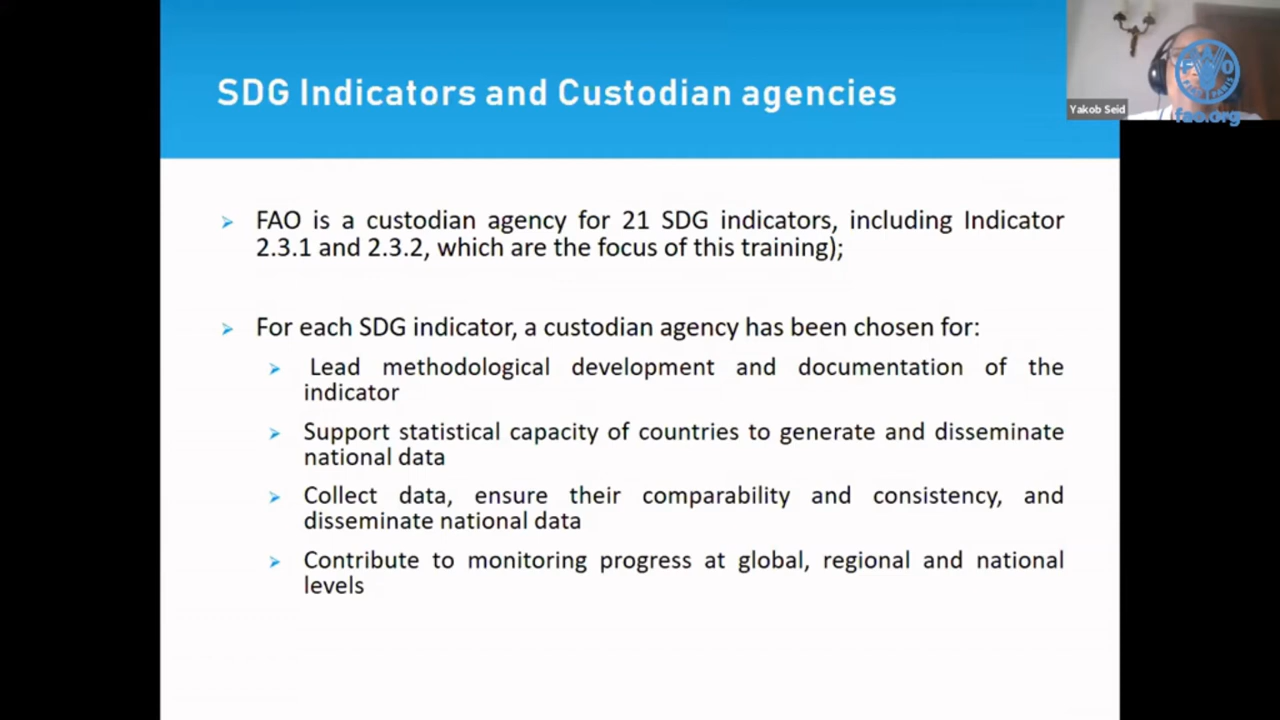 SDG Indicators and Custodian agencies
Yakob Seid
FAO
fao.org
FAO is a custodian agency for 21 SDG indicators, including Indicator
2.3.1 and 2.3.2, which are the focus of this training);
For each SDG indicator, a custodian agency has been chosen for:
Lead methodological development and documentation of the
indicator
Support statistical capacity of countries to generate and disseminate
national data
Collect data, ensure their comparability and consistency, and
disseminate national data
Contribute to monitoring progress at global, regional and national
levels